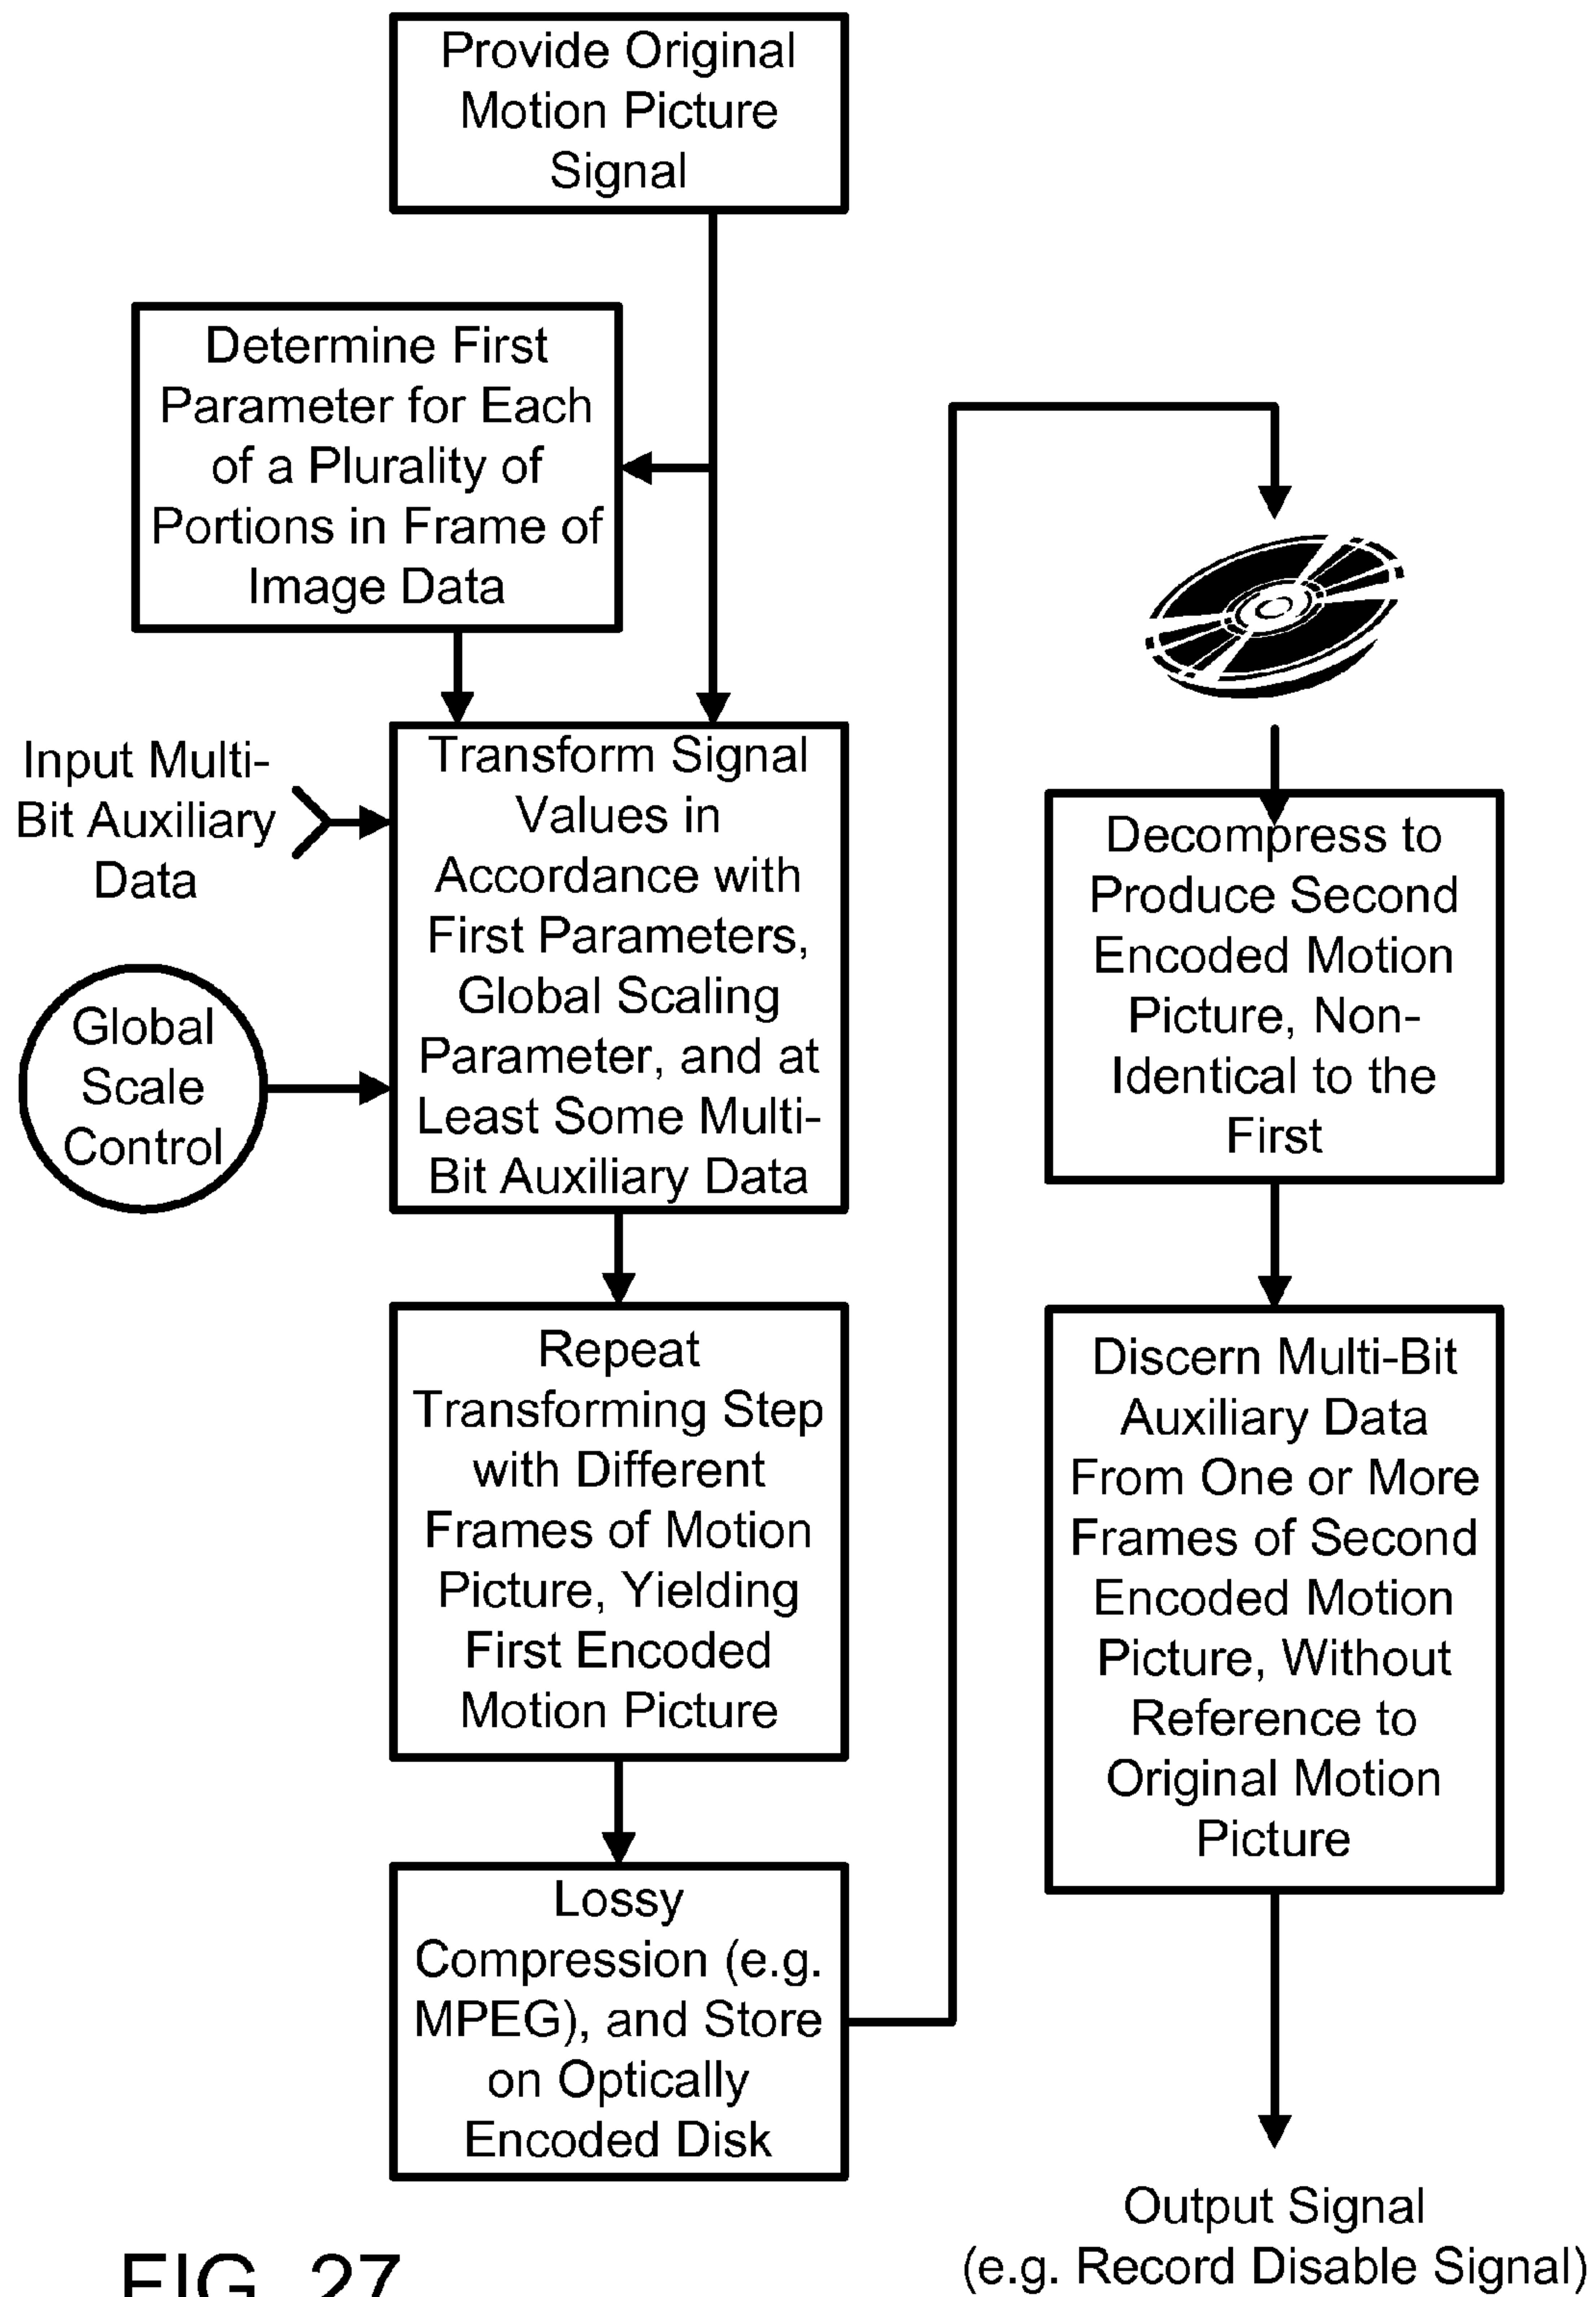 Provide Original
Motion Picture
Signal
Determine First
Parameter for Each
of a Plurality of
Portions in Frame of
Image Data
Input Multi-
Bit Auxiliary
Data
Global
Scale
Control
Transform Signal
Values in
Accordance with
First Parameters,
Global Scaling
Parameter, and at
Least Some Multi-
Bit Auxiliary Data
Repeat
Transforming Step
with Different
Frames of Motion
Picture, Yielding
First Encoded
Motion Picture
Lossy
Compression (e.g.
MPEG), and Store
on Optically
Encoded Disk
Decompress to
Produce Second
Encoded Motion
Picture, Non-
Identical to the
First
Discern Multi-Bit
Auxiliary Data
From One or More
Frames of Second
Encoded Motion
Picture, Without
Reference to
Original Motion
Picture
Output Signal
(e.g. Record Disable Signal)
FIG. 27